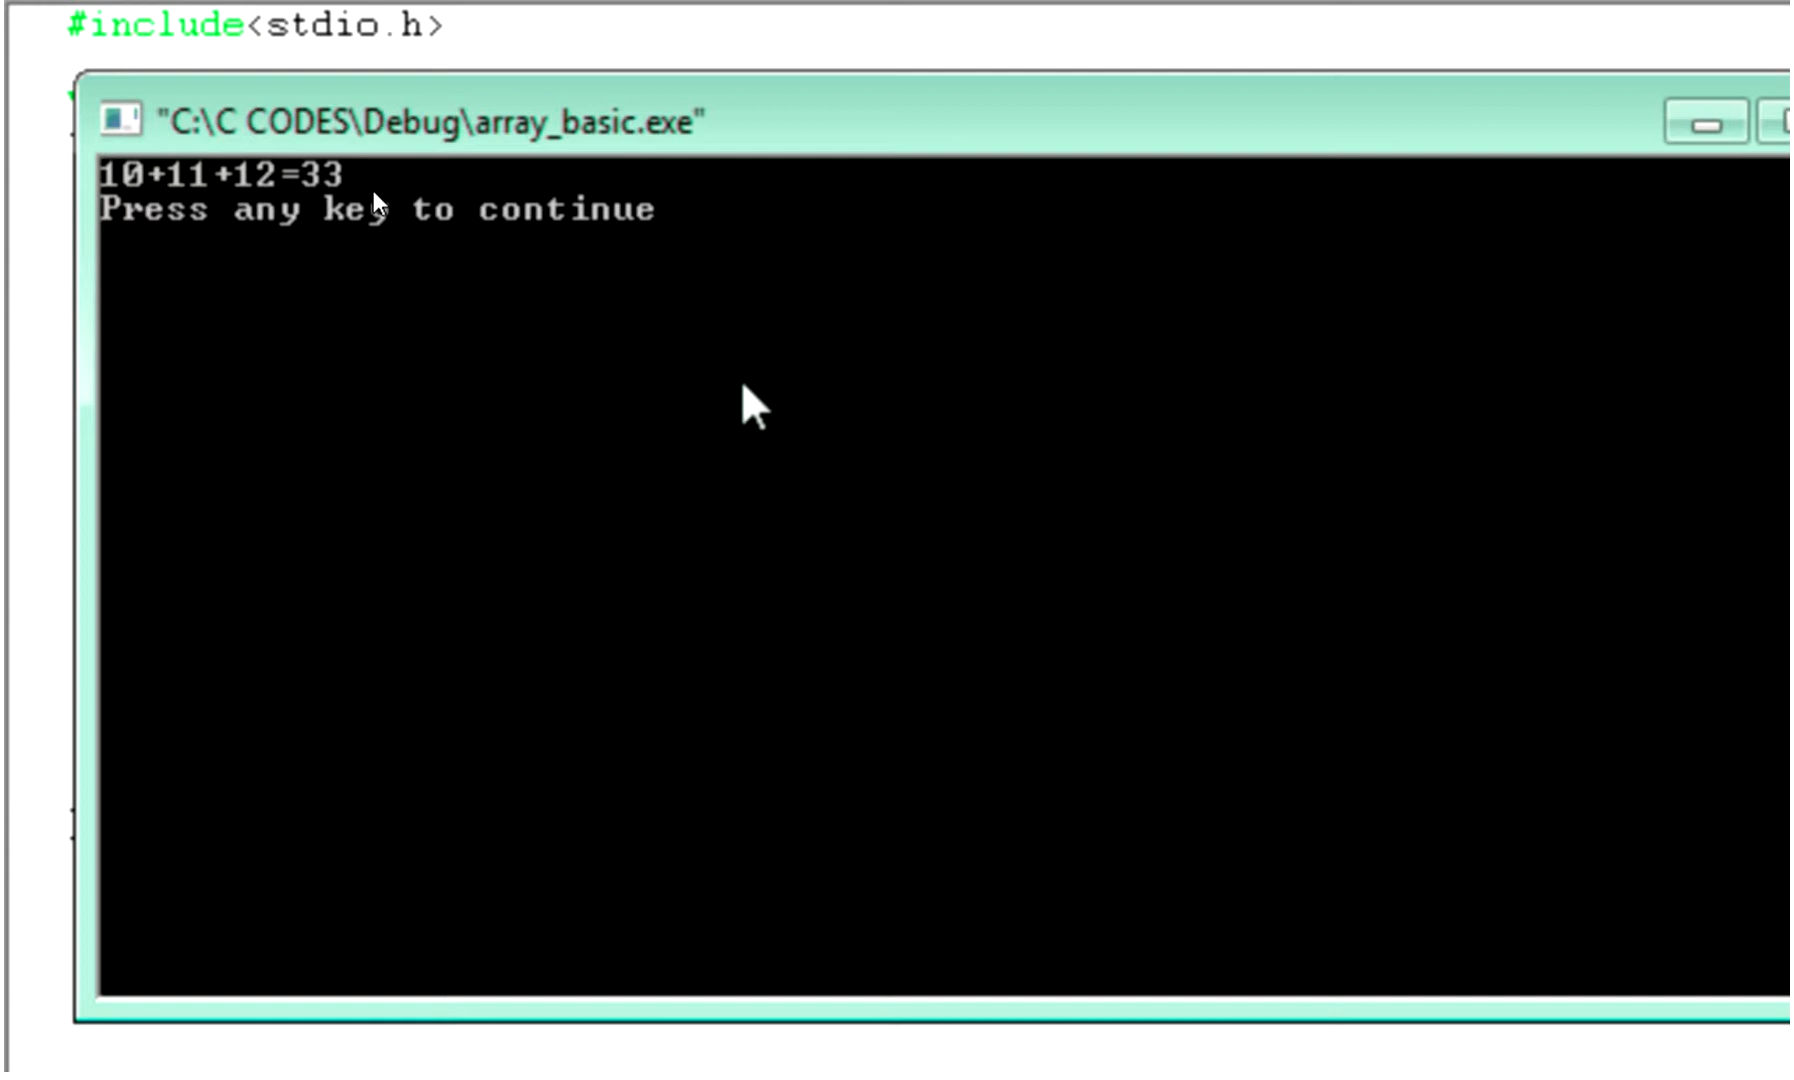 #include<stdio.h>
"C:\C CODES\Debug\array_basic.exe"
10+11+12=33
Press any key to continue